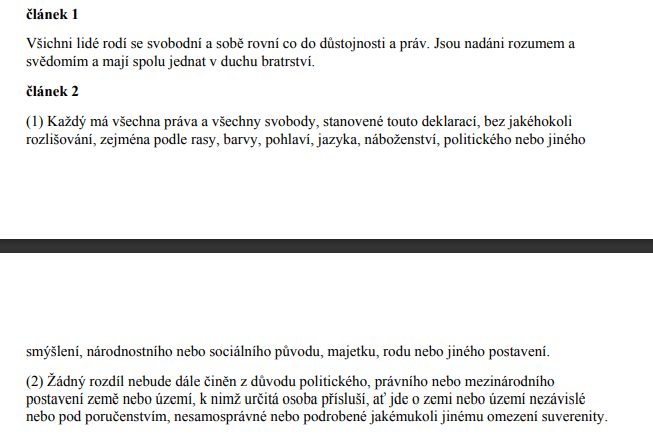 článek 1
Všichni lidé rodí se svobodní a sobě rovní co do důstojnosti a práv. Jsou nadáni rozumem a
svědomím a mají spolu jednat v duchu bratrství.
článek 2
(1) Každý má všechna práva a všechny svobody, stanovené touto deklarací, bez jakéhokoli
rozlišování, zejména podle rasy, barvy, pohlaví, jazyka, náboženství, politického nebo jiného
smýšlení, národnostního nebo sociálního původu, majetku, rodu nebo jiného postavení.
(2) Žádný rozdíl nebude dále činěn z důvodu politického, právního nebo mezinárodního
postavení země nebo území, k nimž určitá osoba přísluší, ať jde o zemi nebo území nezávislé
nebo pod poručenstvím, nesamosprávné nebo podrobené jakémukoli jinému omezení suverenity.